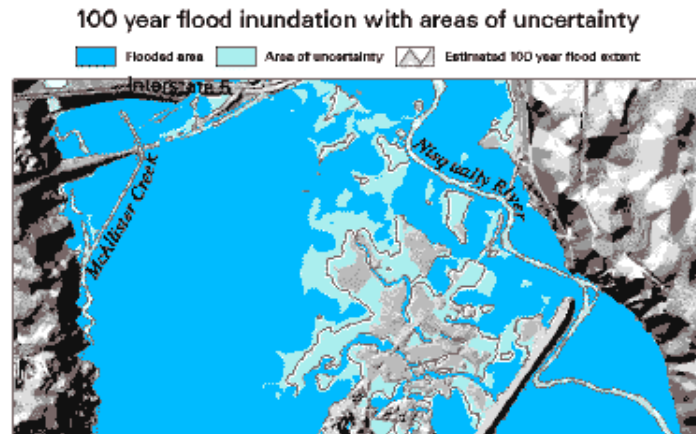 100 year flood inundation with areas of uncertainty
Flooded area
Area of uncertainty
Estimated 100 year flood extent
Interstate 5
McAllister Creek
Nisqually River